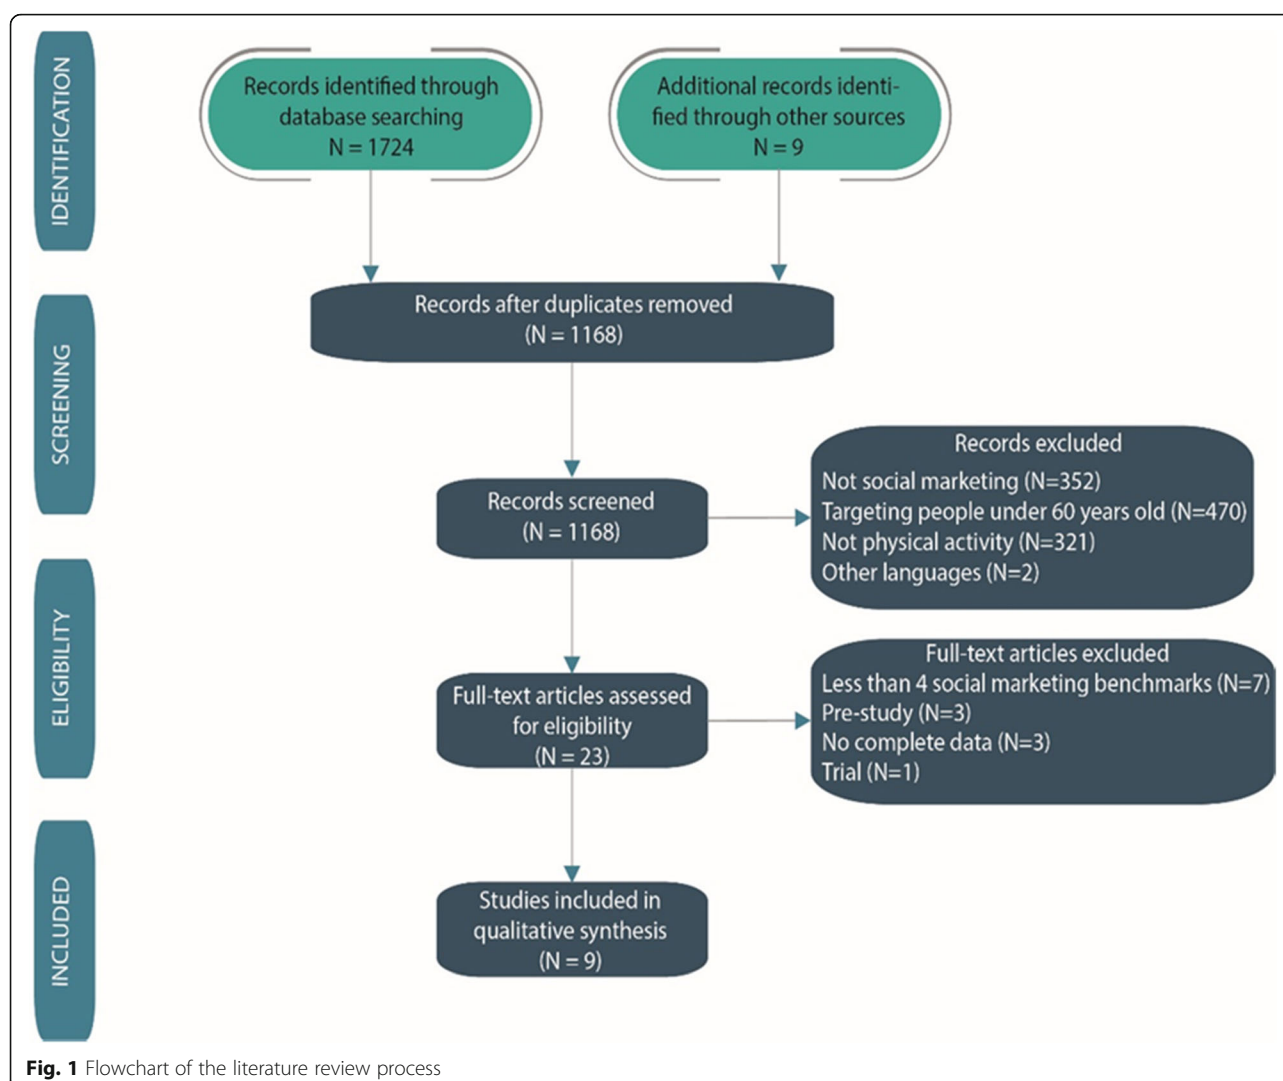 IDENTIFICATION
Records identified through
database searching
N = 1724
Additional records identi-
fied through other sources
N = 9
SCREENING
Records after duplicates removed
(N = 1168)
Records screened
(N = 1168)
Records excluded
Not social marketing (N=352)
Targeting people under 60 years old (N=470)
Not physical activity (N=321)
Other languages (N=2)
ELIGIBILITY
Full-text articles assessed
for eligibility
(N = 23)
Full-text articles excluded
Less than 4 social marketing benchmarks (N=7)
Pre-study (N=3)
No complete data (N=3)
Trial (N=1)
INCLUDED
Studies included in
qualitative synthesis
(N = 9)
Fig. 1 Flowchart of the literature review process